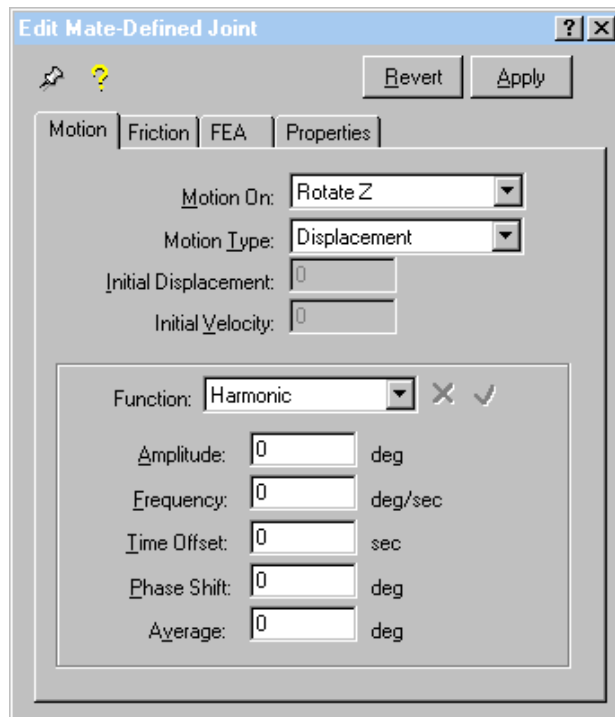 Edit Mate-Defined Joint
Revert Apply
Motion Friction FEA Properties
Motion On: Rotate Z
Motion Type: Displacement
Initial Displacement: 0
Initial Velocity: 0
Function: Harmonic
Amplitude: 0 deg
Frequency: 0 deg/sec
Time Offset: 0 sec
Phase Shift: 0 deg
Average: 0 deg